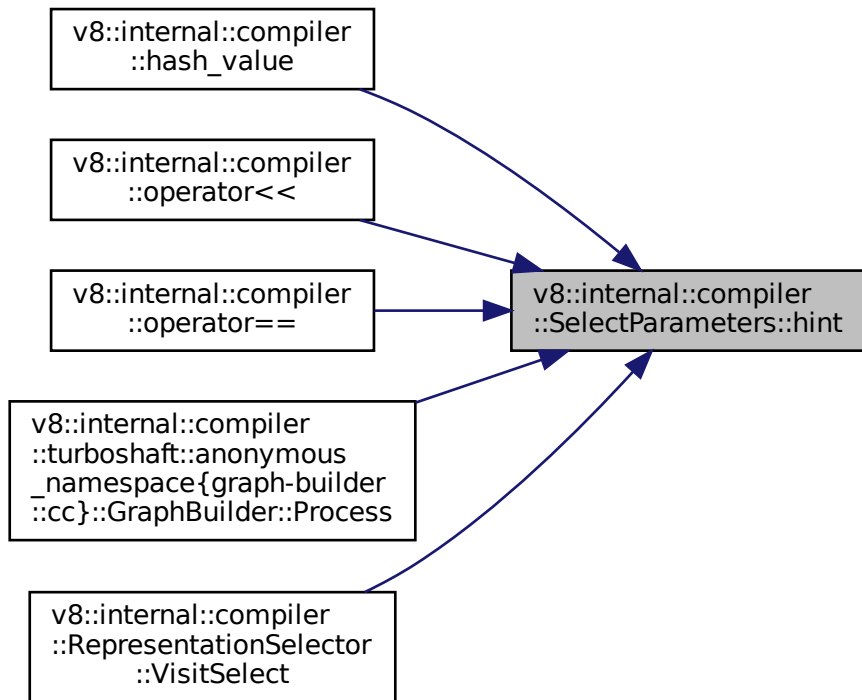 v8::internal::compiler
::hash_value
v8::internal::compiler
::operator<<
v8::internal::compiler
::operator==
v8::internal::compiler
::SelectParameters::hint
v8::internal::compiler
::turboshaft::anonymous
_namespace{graph-builder
::cc}::GraphBuilder::Process
v8::internal::compiler
::RepresentationSelector
::VisitSelect